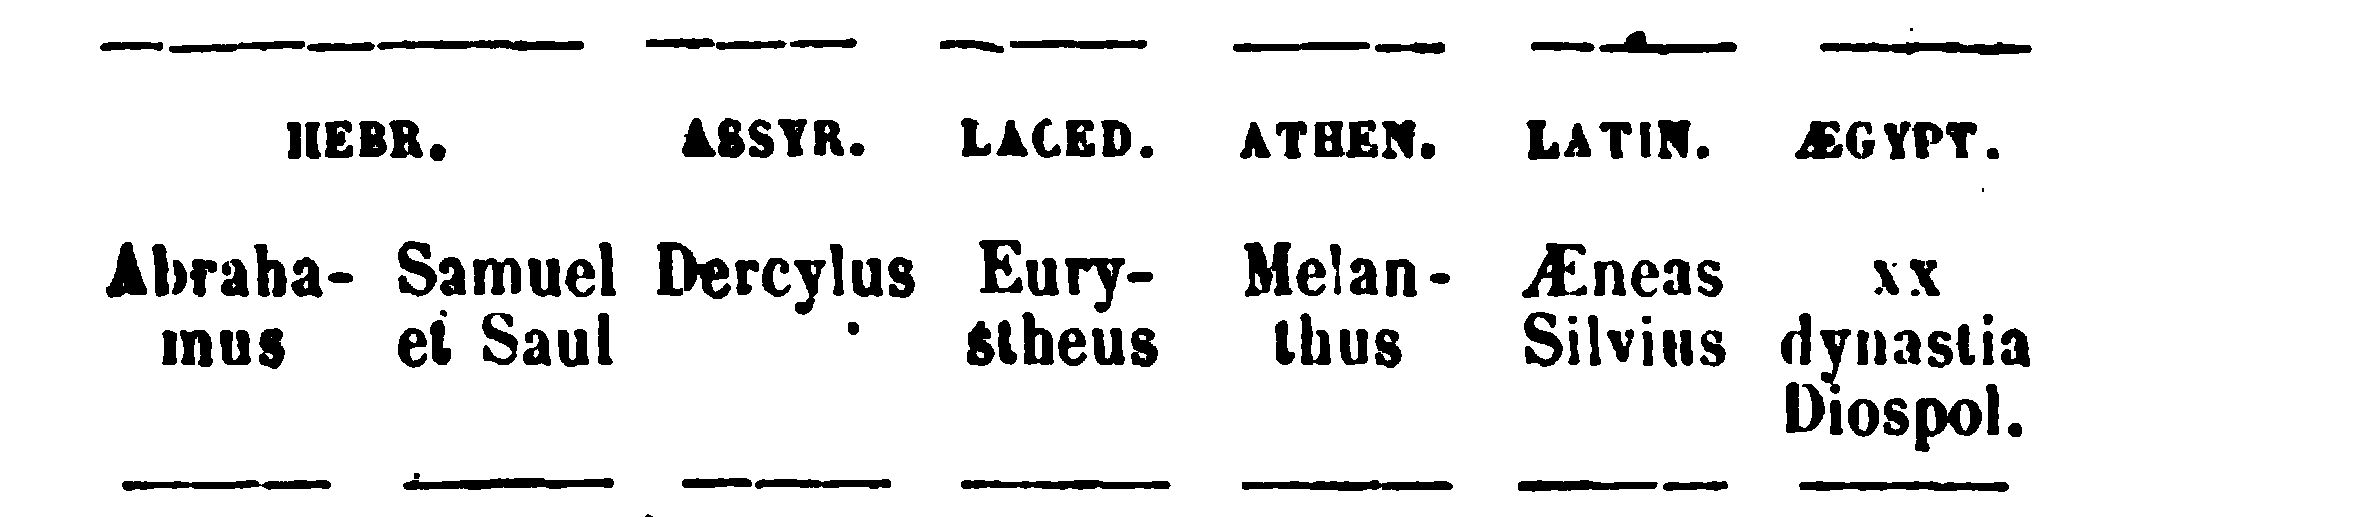 HEBR. ASSYR. LACED. ATHEN. LATIN. ÆGYPT.
Abraha- Samuel Dercylus Eury- Melan- Æneas xx
mus et Saul stheus thus Silvius dynastia
Diospol.